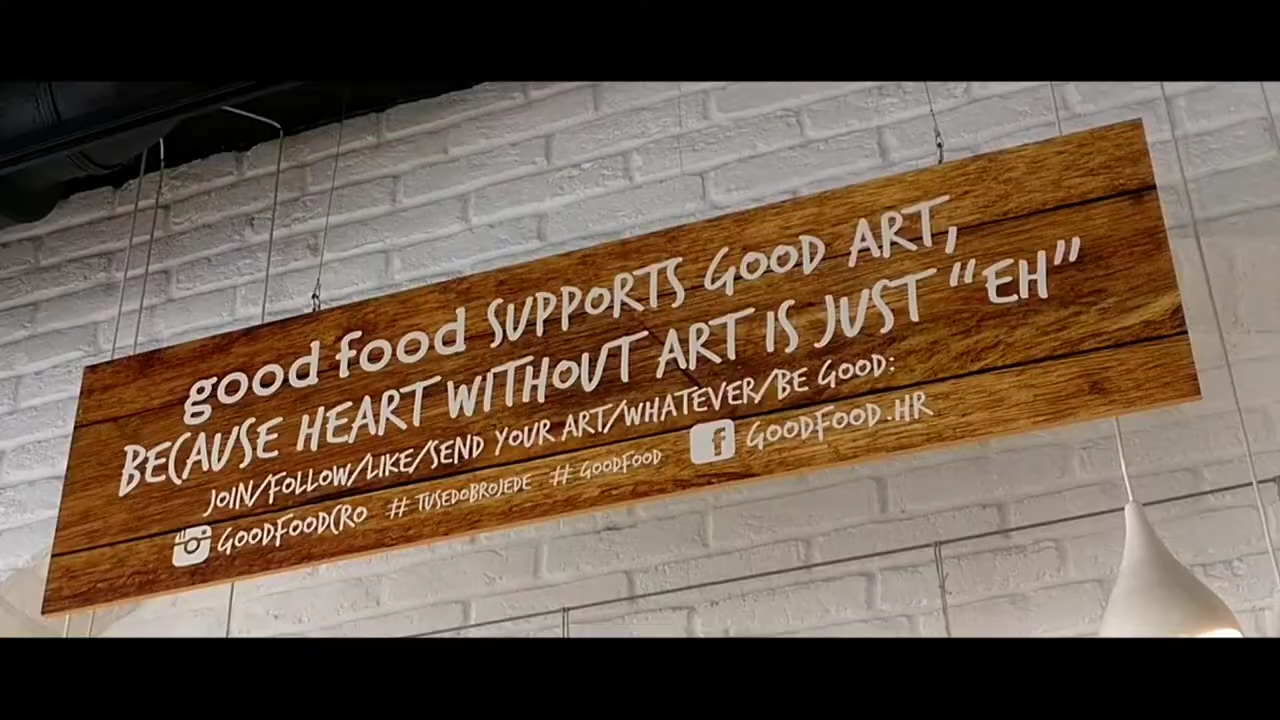 good food SUPPORTS GOOD ART,
BECAUSE HEART WITHOUT ART IS JUST "EH"
JOIN/FOLLOW/LIKE/SEND YOUR ART/WHATEVER/BE GOOD:
GOODFOODCRO # TUSEDOBROJEDE # GOODFOOD f GOODFOOD.HR